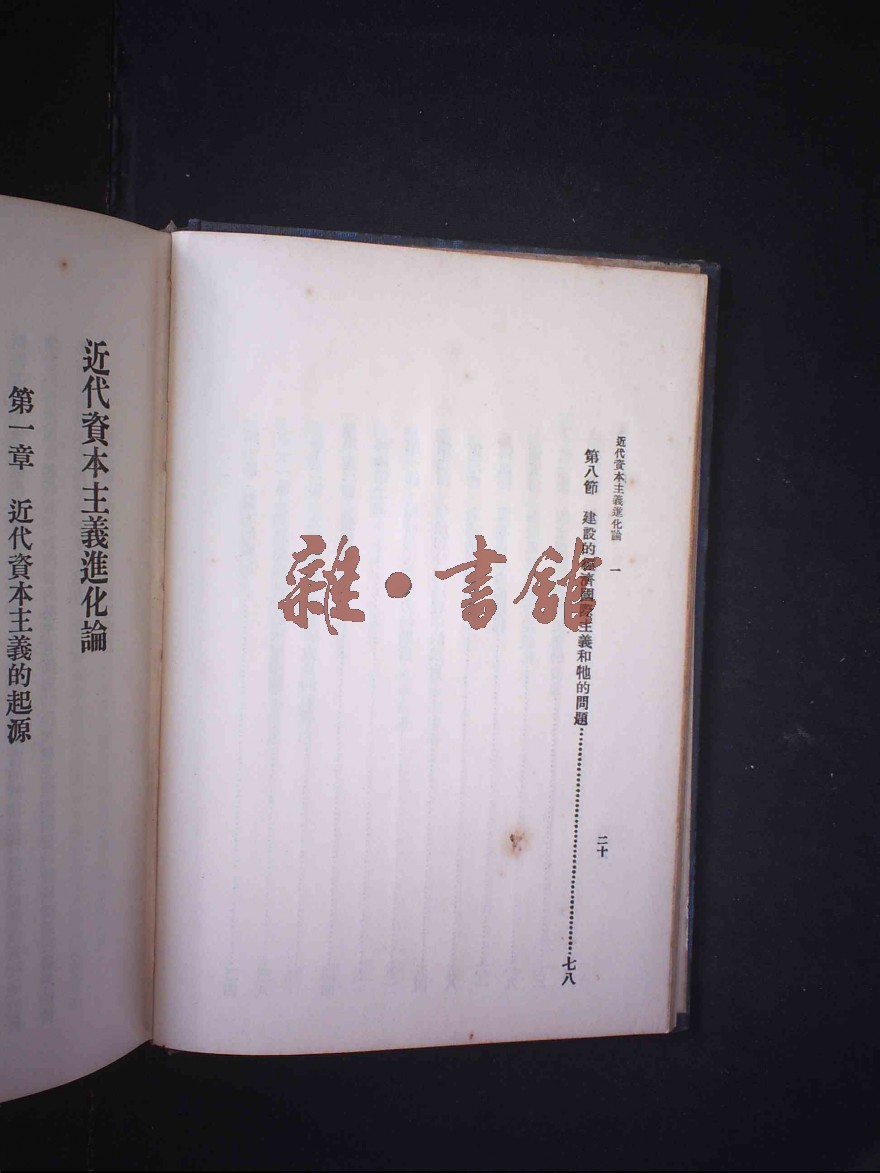 近代資本主義進化論 一
第八節 建設的經濟國際主義和牠的問題……七八
二十
近代資本主義進化論
第一章 近代資本主義的起源
雜·書館